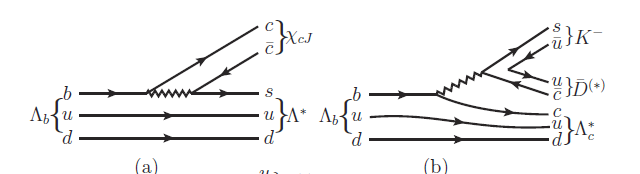 c
c̄
}χcJ
b
s
Λb{ u
u }Λ*
d
d
(a)
s
ū }K⁻
u
c̄ }D̄(*)
b
c
Λb{ u
u }Λc*
d
d
(b)